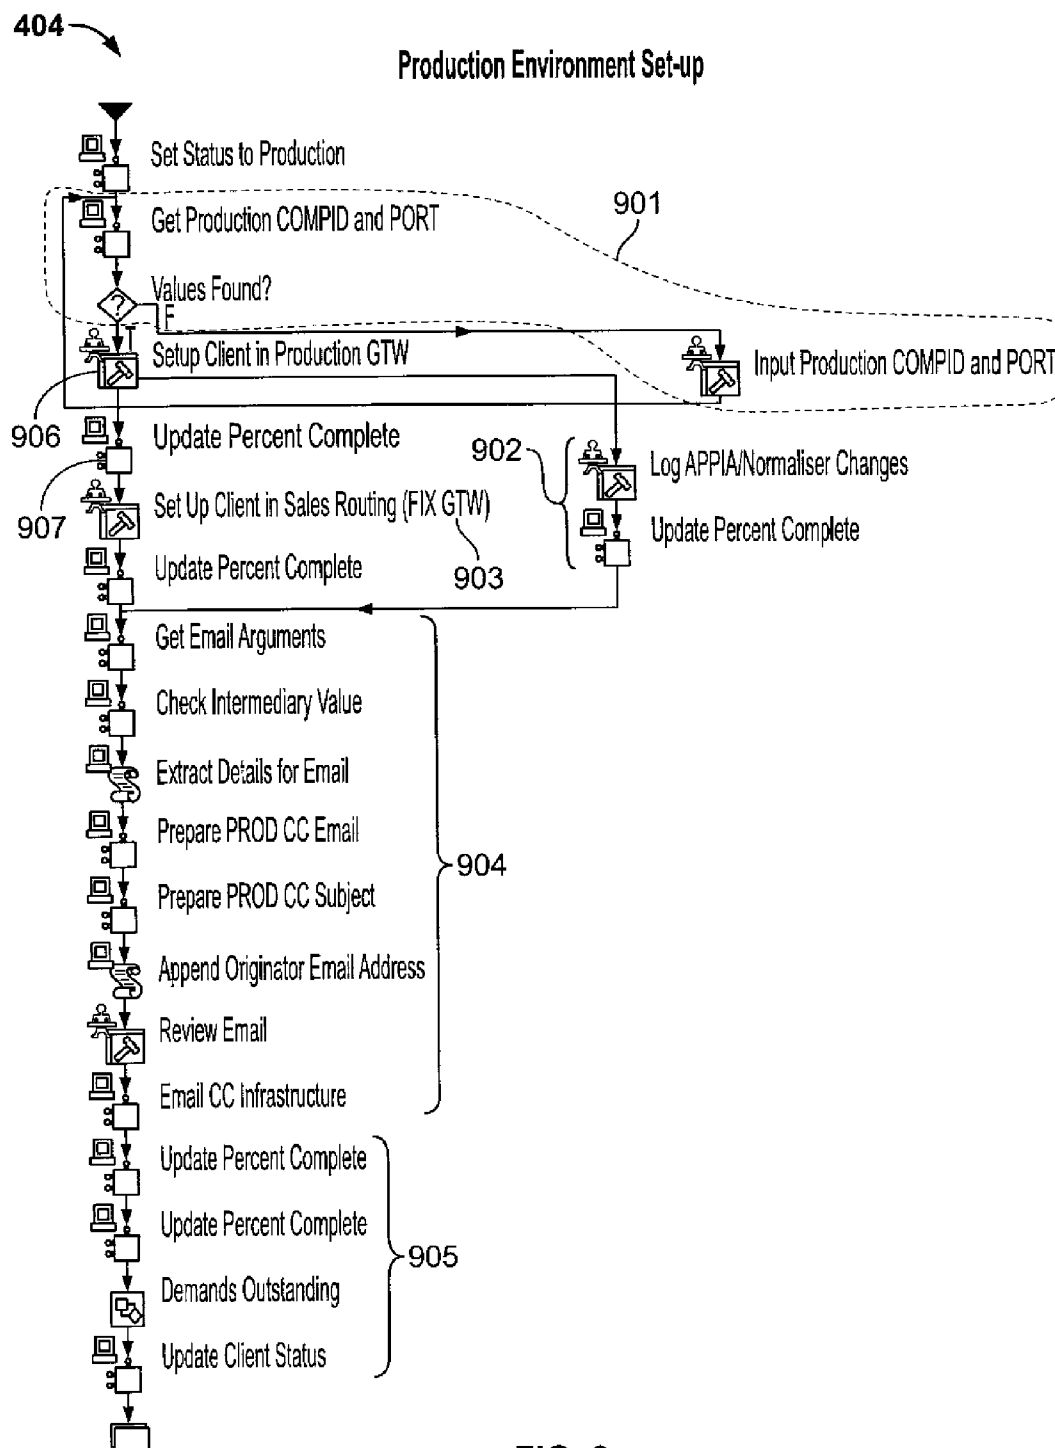 404
Production Environment Set-up
Set Status to Production
Get Production COMPID and PORT
901
Values Found?
?
F
T
Setup Client in Production GTW
Input Production COMPID and PORT
906
Update Percent Complete
902
Log APPIA/Normaliser Changes
907
Set Up Client in Sales Routing (FIX GTW)
Update Percent Complete
903
Update Percent Complete
Get Email Arguments
Check Intermediary Value
Extract Details for Email
Prepare PROD CC Email
904
Prepare PROD CC Subject
Append Originator Email Address
Review Email
Email CC Infrastructure
Update Percent Complete
Update Percent Complete
905
Demands Outstanding
Update Client Status